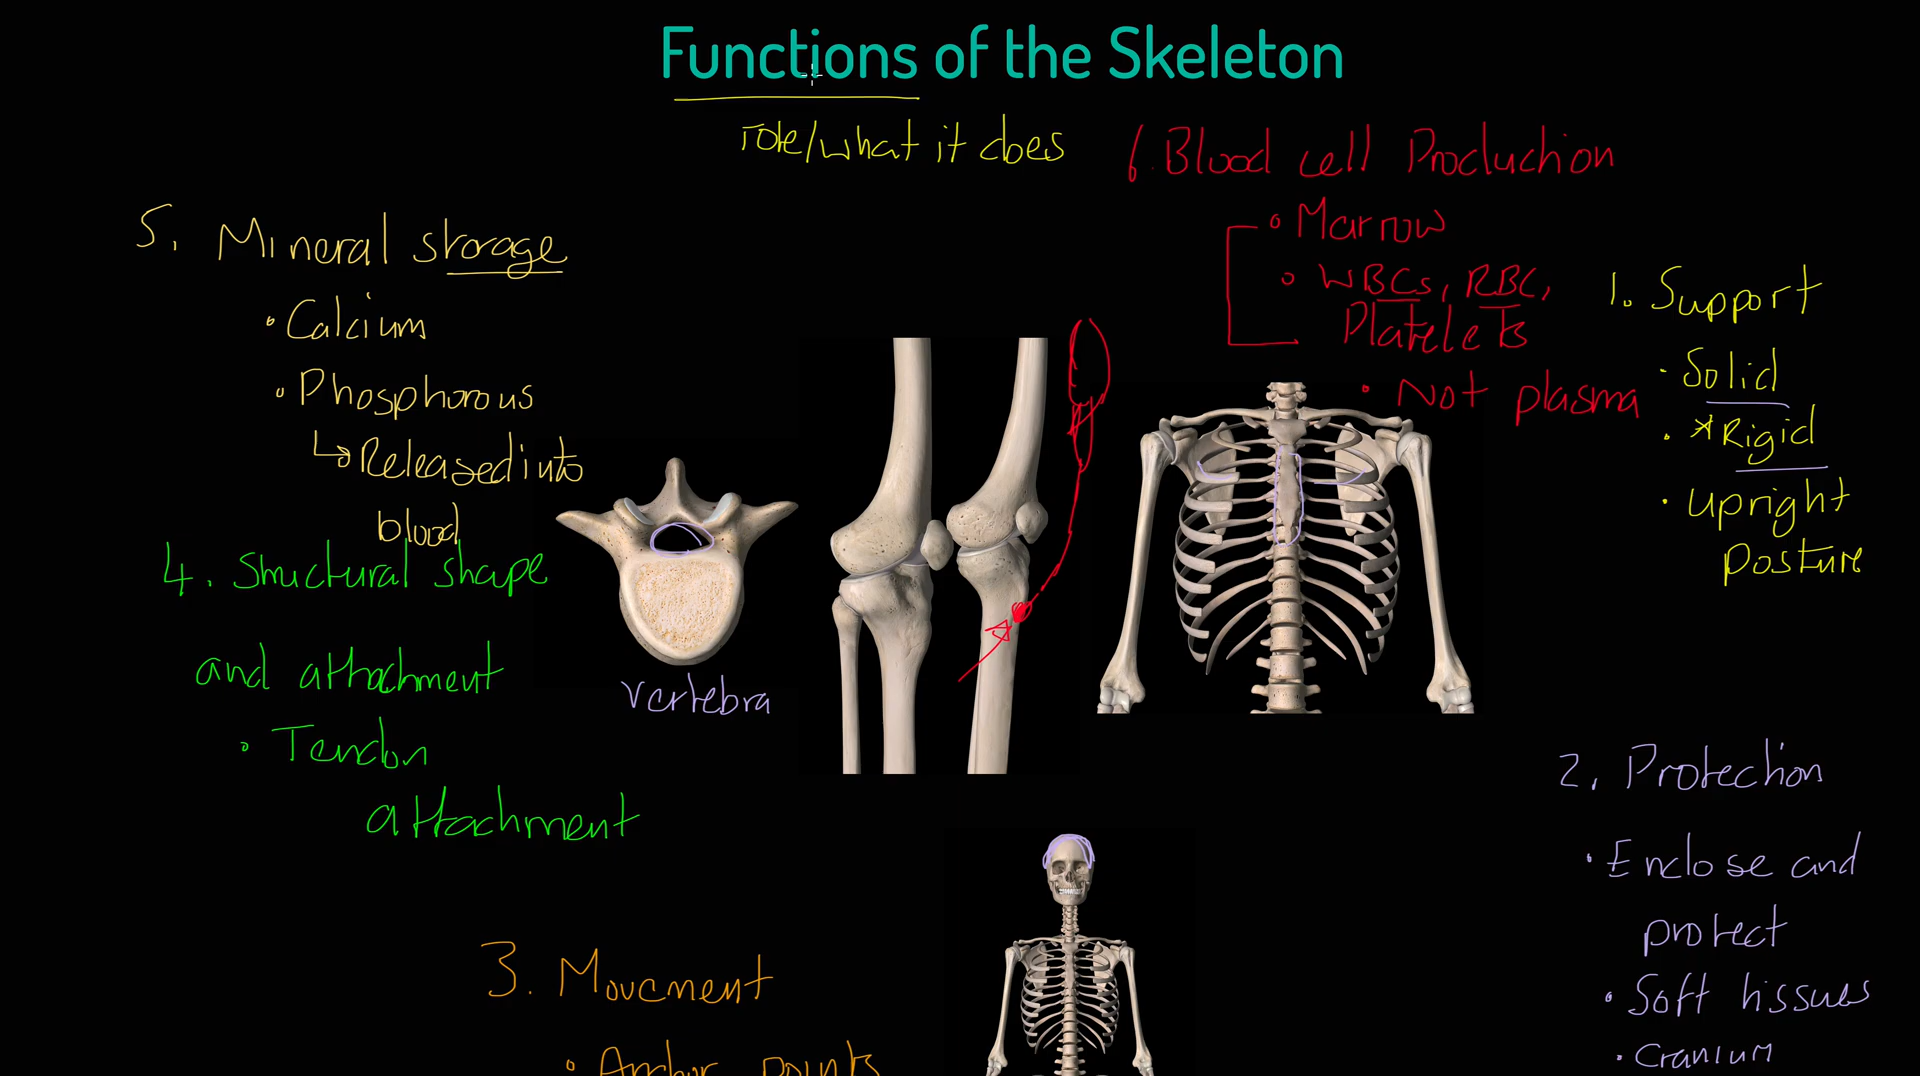 Functions of the Skeleton
role/what it does
6. Blood cell Production
• Marrow
• WBCs, RBC,
Platelets
• Not plasma
1. Support
• Solid
• *Rigid
• upright
posture
5. Mineral storage
• Calcium
• Phosphorous
↳ Released into
blood
4. Structural shape
and attachment
• Tendon
attachment
vertebra
2. Protection
• Enclose and
protect
• Soft tissues
• Cranium
3. Movement
• Anchor points